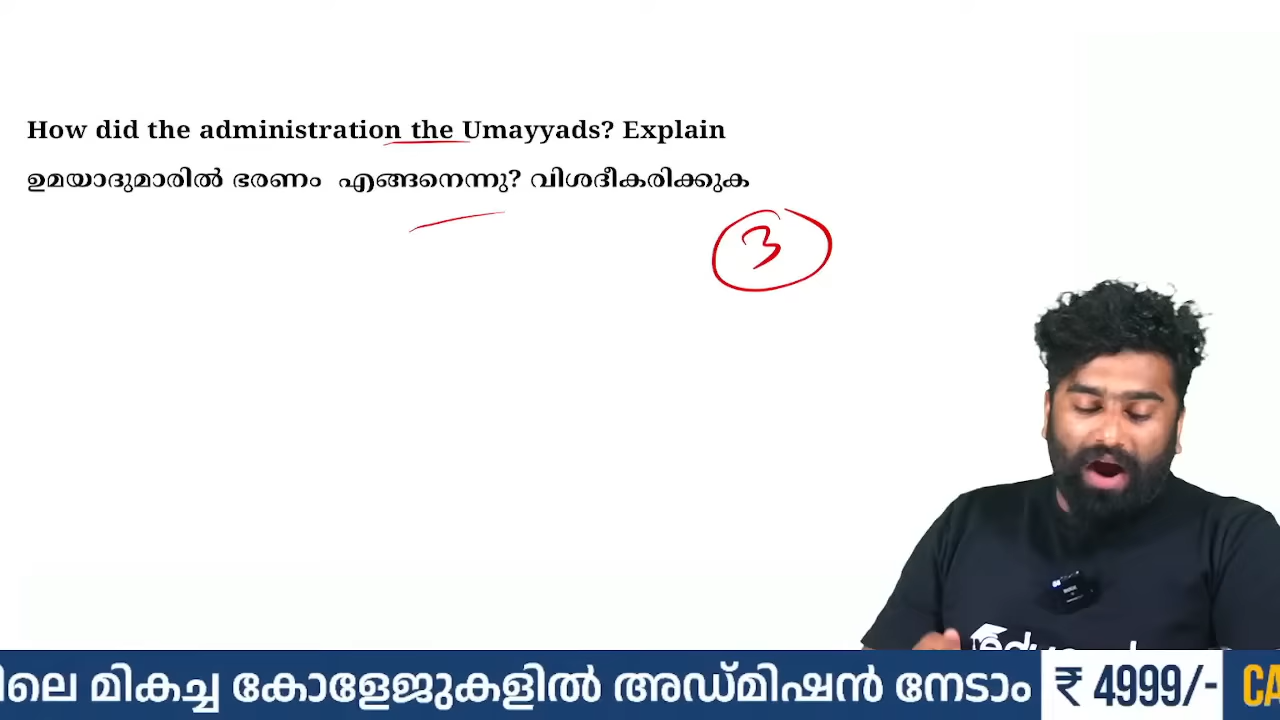 How did the administration the Umayyads? Explain
ഉമയാദുമാരിൽ ഭരണം എങ്ങനെന്നു? വിശദീകരിക്കുക
3
ിലെ മികച്ച കോളേജുകളിൽ അഡ്മിഷൻ നേടാം ₹ 4999/- CA